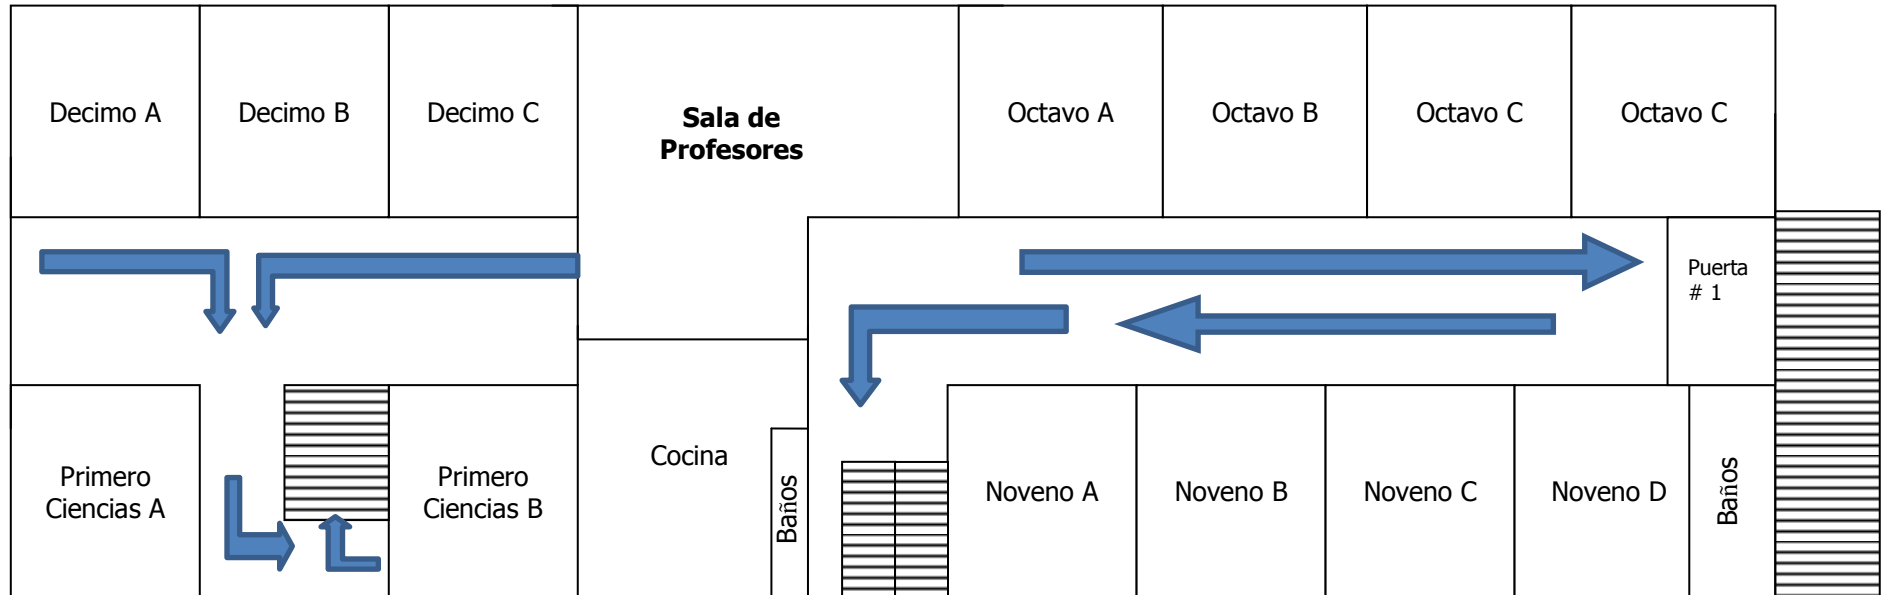 Decimo A
Decimo B
Decimo C
Sala de
Profesores
Octavo A
Octavo B
Octavo C
Octavo C
Puerta
# 1
Primero
Ciencias A
Primero
Ciencias B
Cocina
Baños
Noveno A
Noveno B
Noveno C
Noveno D
Baños